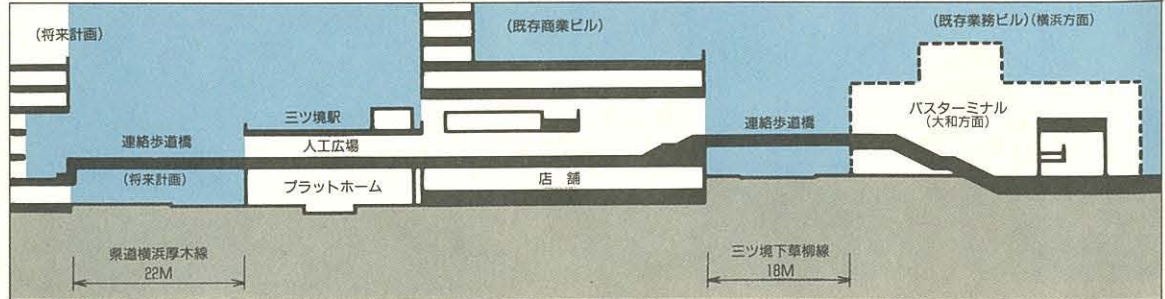 (将来計画)
(既存商業ビル)
(既存業務ビル)(横浜方面)
三ツ境駅
連絡歩道橋
人工広場
連絡歩道橋
バスターミナル
(大和方面)
(将来計画)
プラットホーム
店 舗
県道横浜厚木線
22M
三ツ境下草柳線
18M